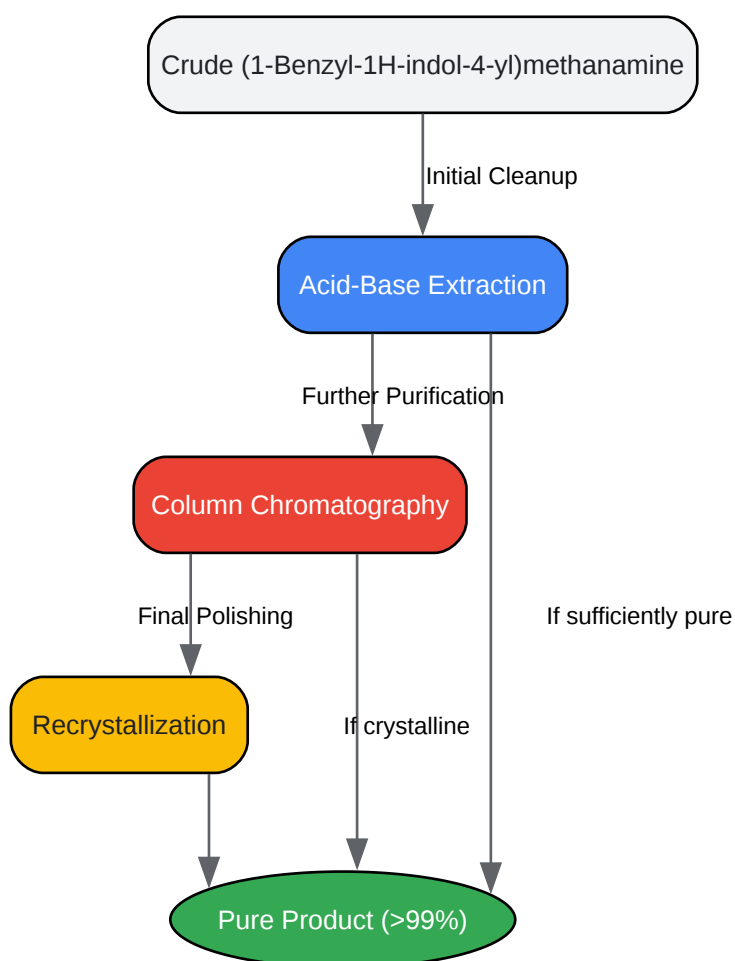 Crude (1-Benzyl-1H-indol-4-yl)methanamine
Initial Cleanup
Acid-Base Extraction
Further Purification
Column Chromatography
Final Polishing
If sufficiently pure
Recrystallization
If crystalline
Pure Product (>99%)